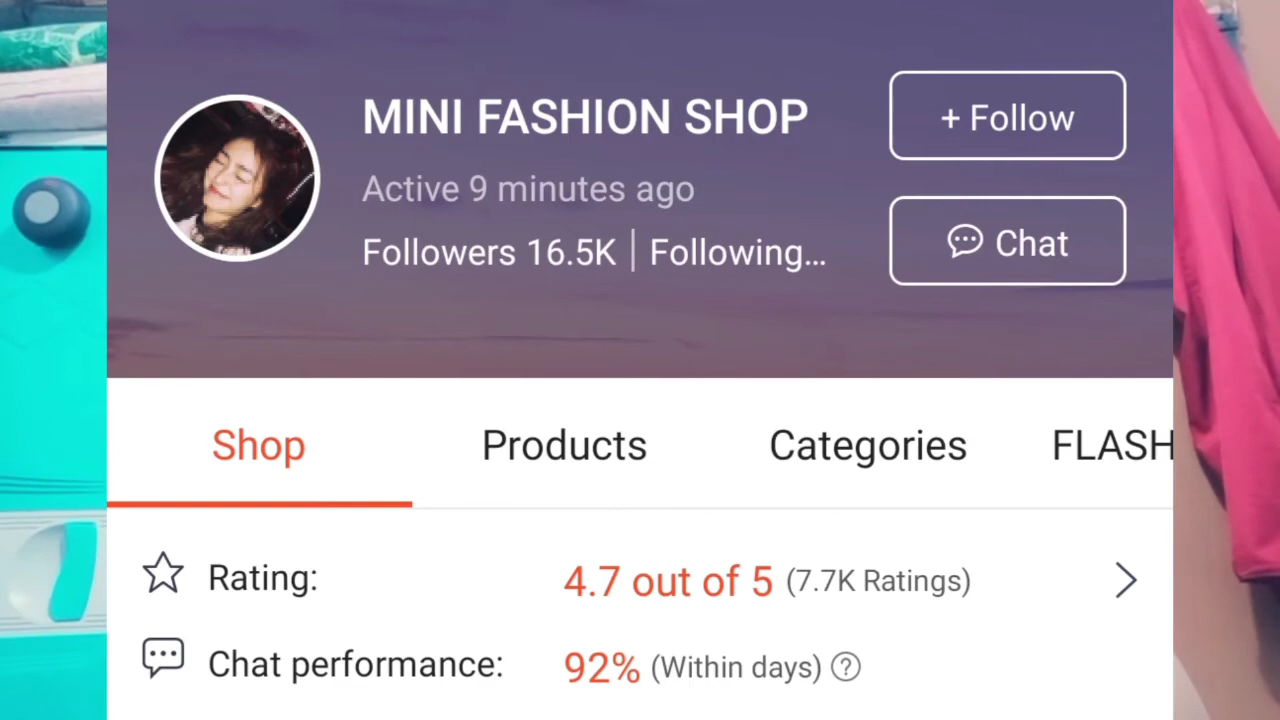 MINI FASHION SHOP
+ Follow
Active 9 minutes ago
Followers 16.5K | Following...
Chat
Shop Products Categories FLASH
Rating: 4.7 out of 5 (7.7K Ratings)
Chat performance: 92% (Within days) ?